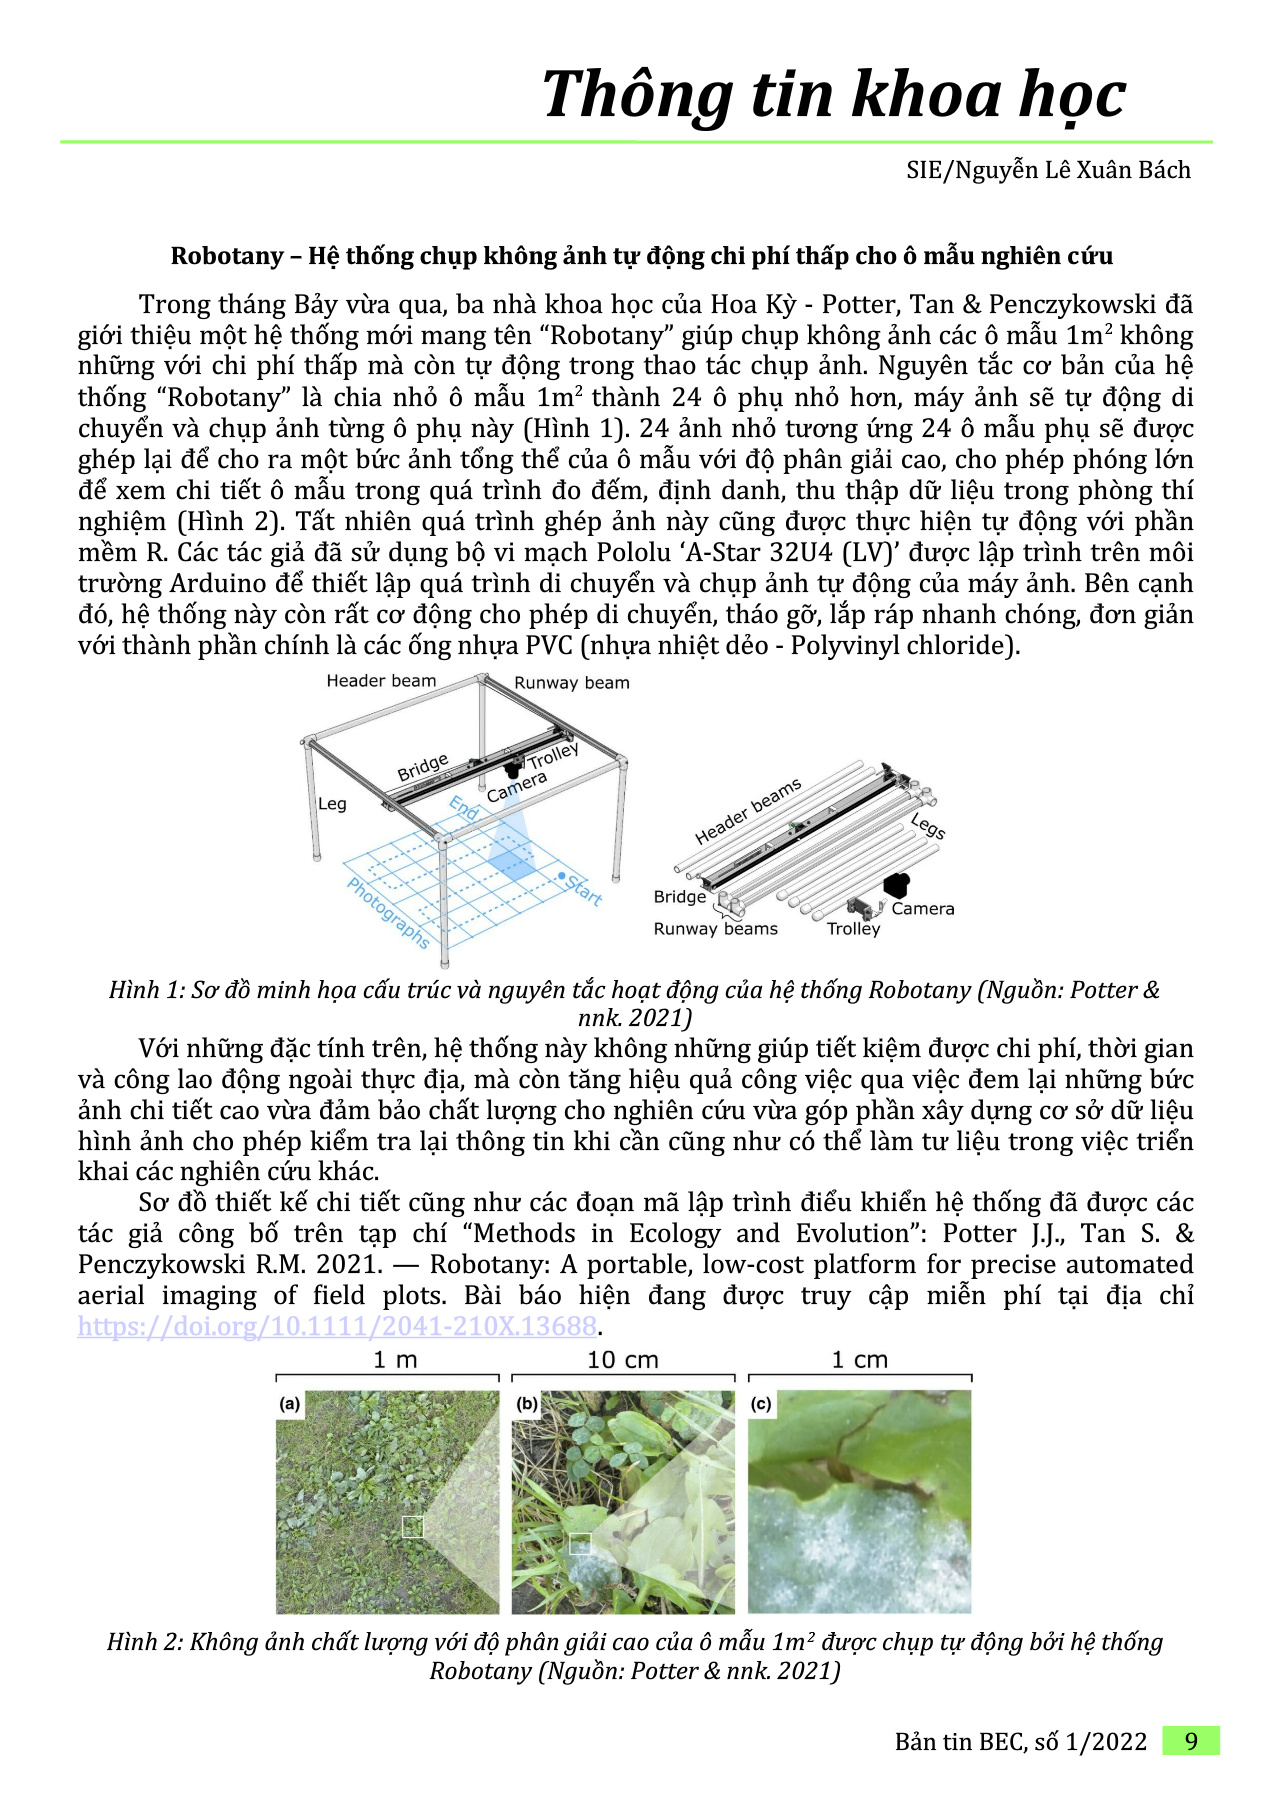 Thông tin khoa học
SIE/Nguyễn Lê Xuân Bách
Robotany – Hệ thống chụp không ảnh tự động chi phí thấp cho ô mẫu nghiên cứu
Trong tháng Bảy vừa qua, ba nhà khoa học của Hoa Kỳ - Potter, Tan & Penczykowski đã
giới thiệu một hệ thống mới mang tên “Robotany” giúp chụp không ảnh các ô mẫu 1m² không
những với chi phí thấp mà còn tự động trong thao tác chụp ảnh. Nguyên tắc cơ bản của hệ
thống “Robotany” là chia nhỏ ô mẫu 1m² thành 24 ô phụ nhỏ hơn, máy ảnh sẽ tự động di
chuyển và chụp ảnh từng ô phụ này (Hình 1). 24 ảnh nhỏ tương ứng 24 ô mẫu phụ sẽ được
ghép lại để cho ra một bức ảnh tổng thể của ô mẫu với độ phân giải cao, cho phép phóng lớn
để xem chi tiết ô mẫu trong quá trình đo đếm, định danh, thu thập dữ liệu trong phòng thí
nghiệm (Hình 2). Tất nhiên quá trình ghép ảnh này cũng được thực hiện tự động với phần
mềm R. Các tác giả đã sử dụng bộ vi mạch Pololu ‘A-Star 32U4 (LV)’ được lập trình trên môi
trường Arduino để thiết lập quá trình di chuyển và chụp ảnh tự động của máy ảnh. Bên cạnh
đó, hệ thống này còn rất cơ động cho phép di chuyển, tháo gỡ, lắp ráp nhanh chóng, đơn giản
với thành phần chính là các ống nhựa PVC (nhựa nhiệt dẻo - Polyvinyl chloride).
Header beam
Runway beam
Bridge
Trolley
Camera
Leg
End
Start
Photographs
Header beams
Legs
Bridge
Camera
Runway beams
Trolley
Hình 1: Sơ đồ minh họa cấu trúc và nguyên tắc hoạt động của hệ thống Robotany (Nguồn: Potter &
nnk. 2021)
Với những đặc tính trên, hệ thống này không những giúp tiết kiệm được chi phí, thời gian
và công lao động ngoài thực địa, mà còn tăng hiệu quả công việc qua việc đem lại những bức
ảnh chi tiết cao vừa đảm bảo chất lượng cho nghiên cứu vừa góp phần xây dựng cơ sở dữ liệu
hình ảnh cho phép kiểm tra lại thông tin khi cần cũng như có thể làm tư liệu trong việc triển
khai các nghiên cứu khác.
Sơ đồ thiết kế chi tiết cũng như các đoạn mã lập trình điểu khiển hệ thống đã được các
tác giả công bố trên tạp chí “Methods in Ecology and Evolution”: Potter J.J., Tan S. &
Penczykowski R.M. 2021. — Robotany: A portable, low-cost platform for precise automated
aerial imaging of field plots. Bài báo hiện đang được truy cập miễn phí tại địa chỉ
https://doi.org/10.1111/2041-210X.13688.
1 m
10 cm
1 cm
(a)
(b)
(c)
Hình 2: Không ảnh chất lượng với độ phân giải cao của ô mẫu 1m² được chụp tự động bởi hệ thống
Robotany (Nguồn: Potter & nnk. 2021)
Bản tin BEC, số 1/2022 9